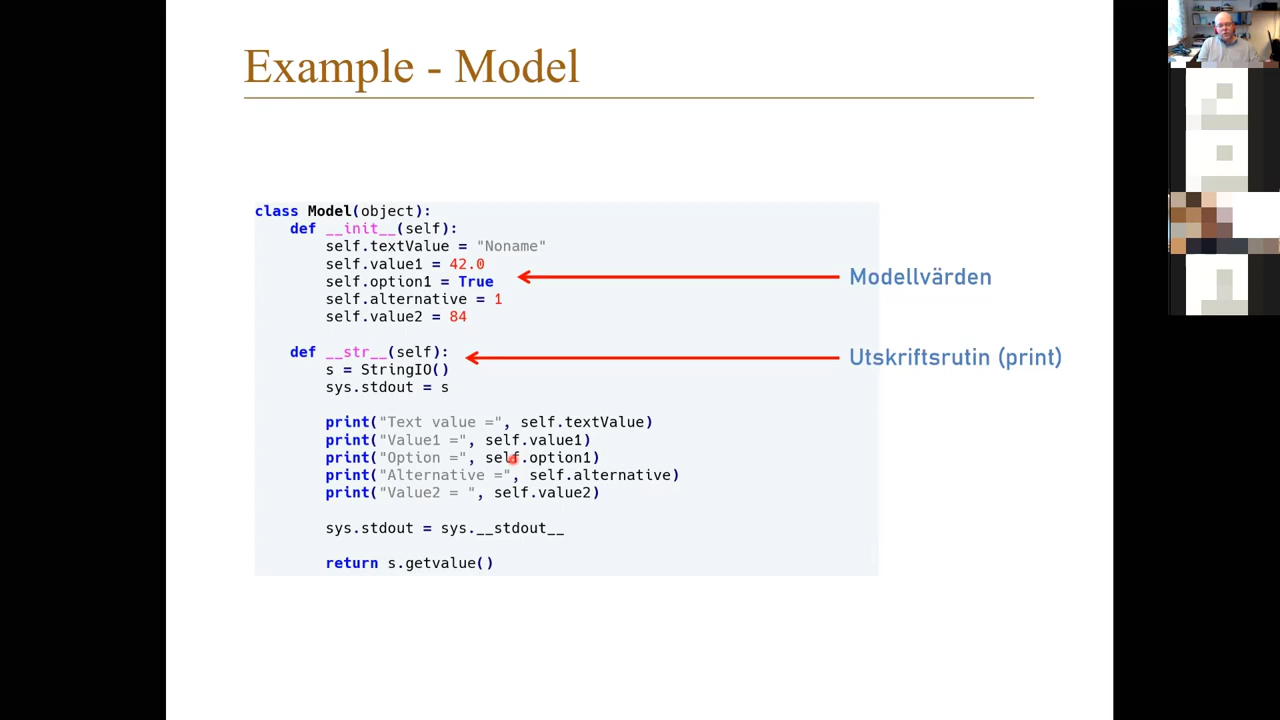 Example - Model
class Model(object):
def __init__(self):
self.textValue = "Noname"
self.value1 = 42.0
self.option1 = True
self.alternative = 1
self.value2 = 84
Modellvärden
def __str__(self):
Utskriftsrutin (print)
s = StringIO()
sys.stdout = s
print("Text value =", self.textValue)
print("Value1 =", self.value1)
print("Option =", self.option1)
print("Alternative =", self.alternative)
print("Value2 = ", self.value2)
sys.stdout = sys.__stdout__
return s.getvalue()